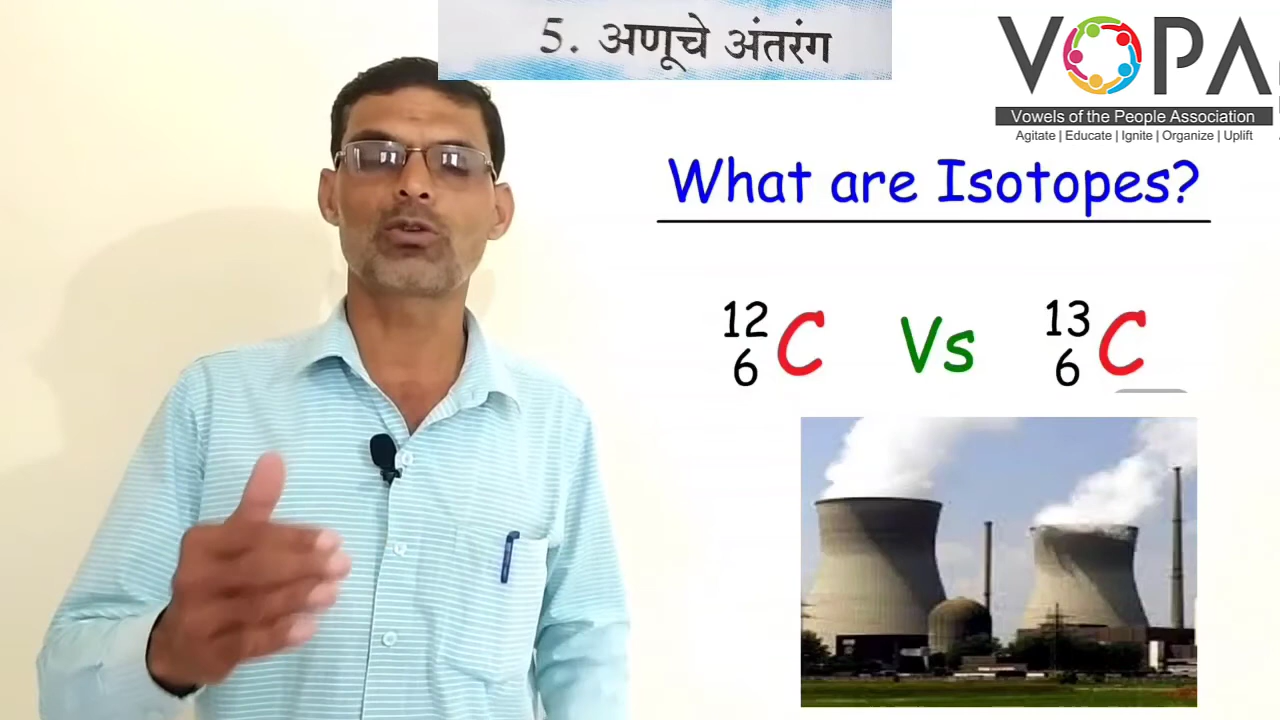 5. अणूचे अंतरंग
VOPA
Vowels of the People Association
Agitate | Educate | Ignite | Organize | Uplift
What are Isotopes?
12 6 C Vs 13 6 C